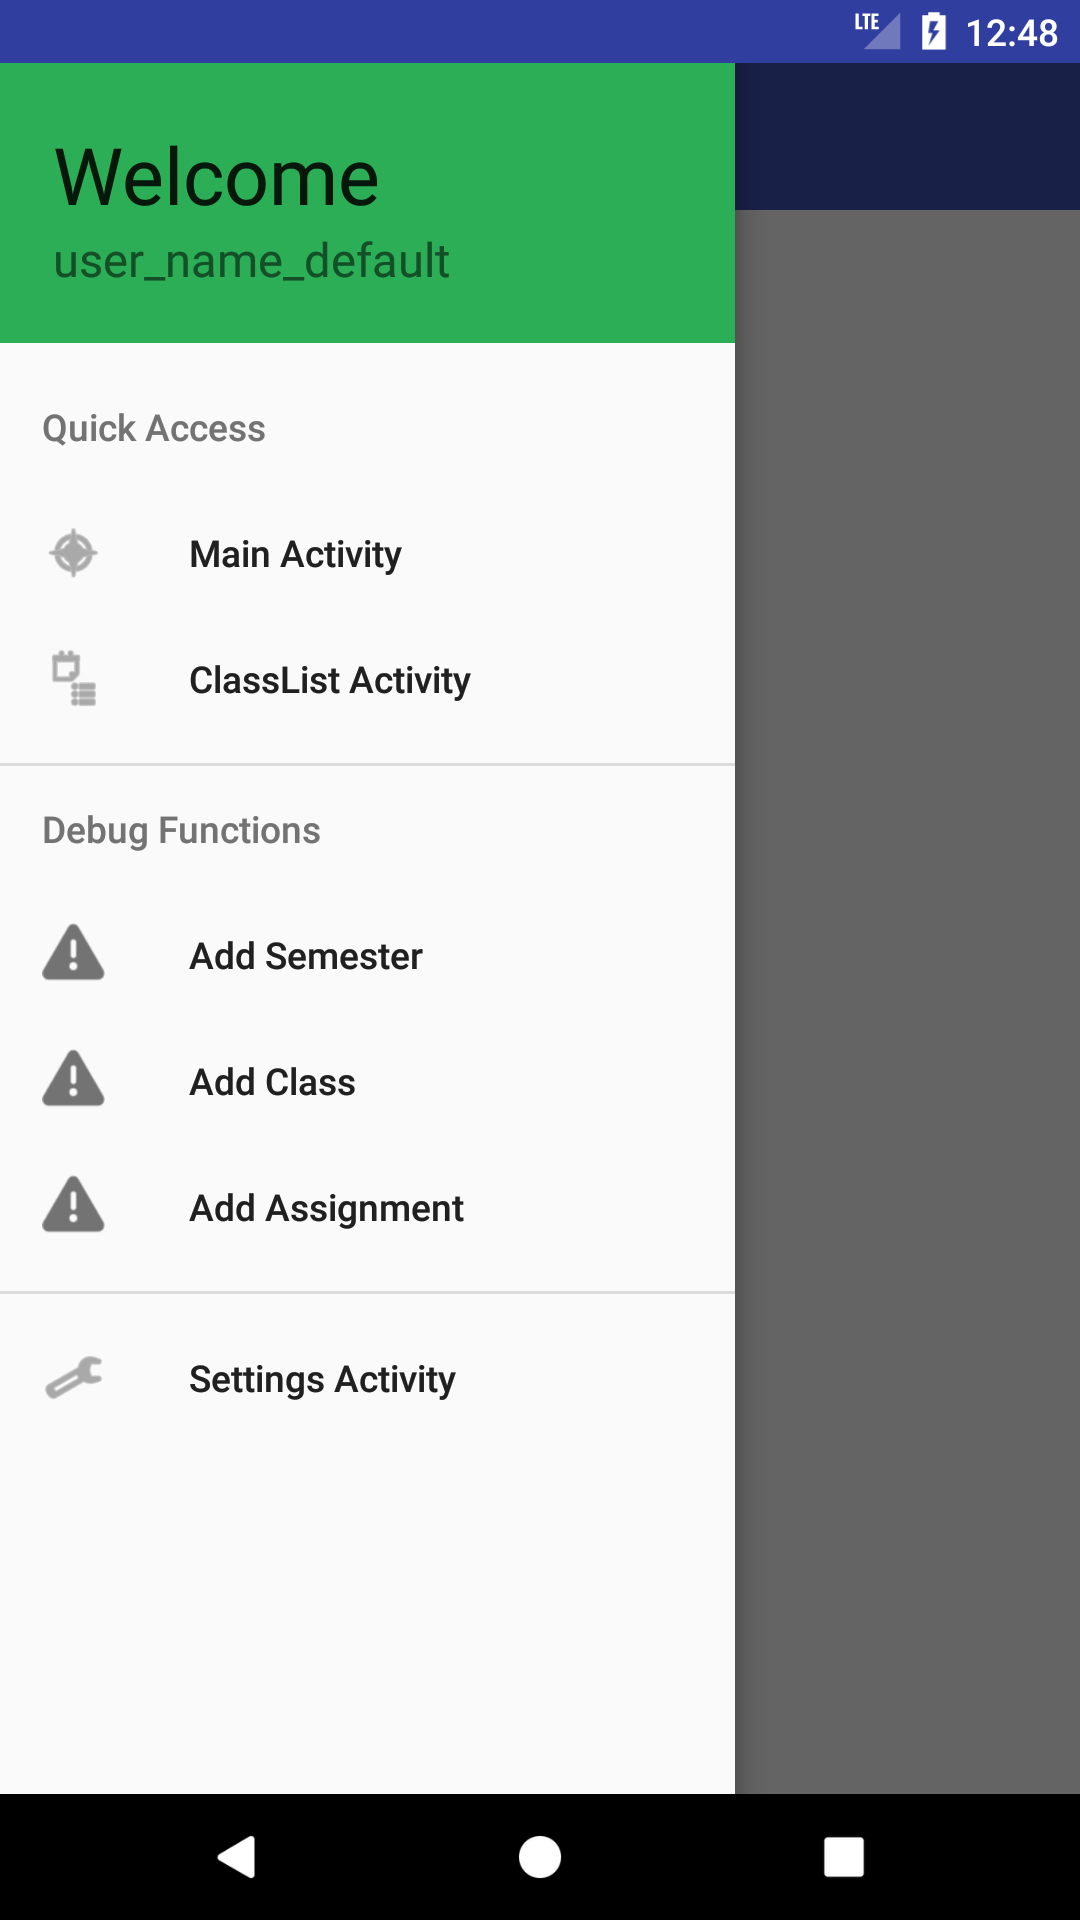 LTE 12:48
Welcome
user_name_default
Quick Access
Main Activity
ClassList Activity
Debug Functions
Add Semester
Add Class
Add Assignment
Settings Activity